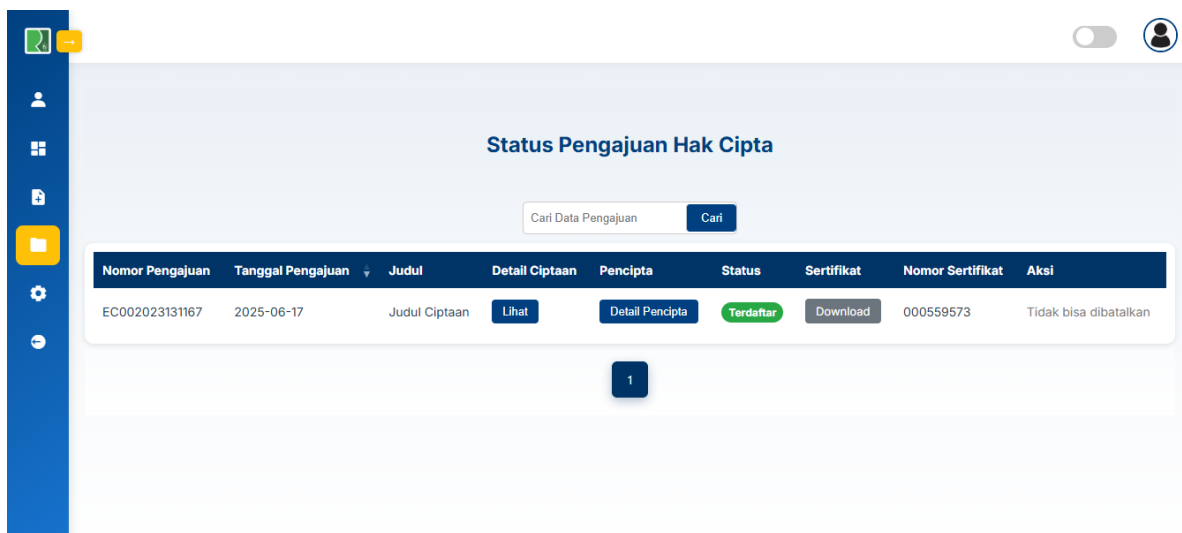 Status Pengajuan Hak Cipta
Cari Data Pengajuan Cari
Nomor Pengajuan Tanggal Pengajuan Judul Detail Ciptaan Pencipta Status Sertifikat Nomor Sertifikat Aksi
EC002023131167 2025-06-17 Judul Ciptaan Lihat Detail Pencipta Terdaftar Download 000559573 Tidak bisa dibatalkan
1